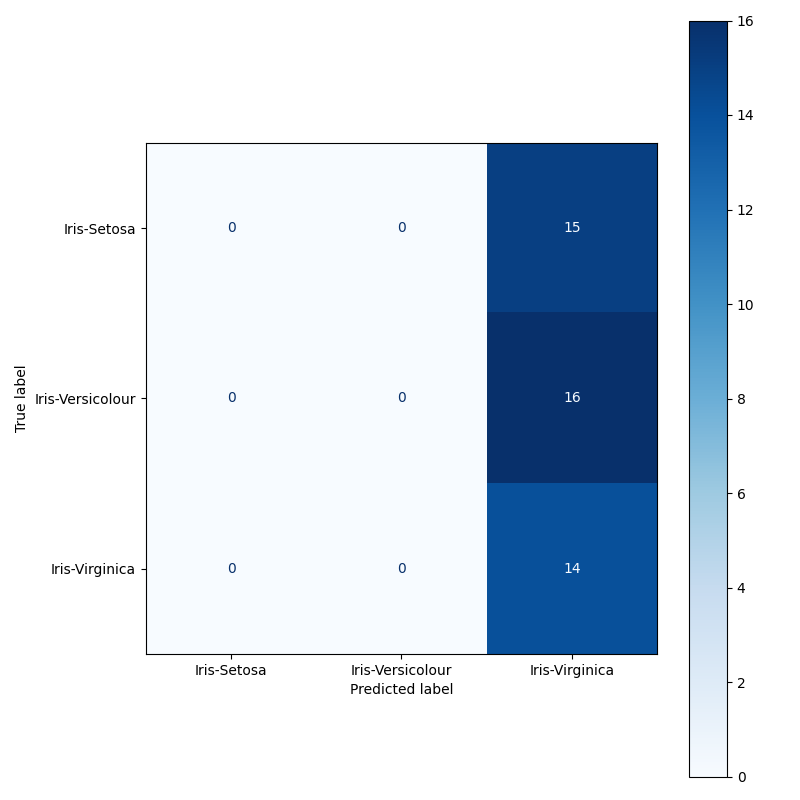 16
14
12
10
8
6
4
2
0
True label
Iris-Setosa 0 0 15
Iris-Versicolour 0 0 16
Iris-Virginica 0 0 14
Iris-Setosa Iris-Versicolour Iris-Virginica
Predicted label